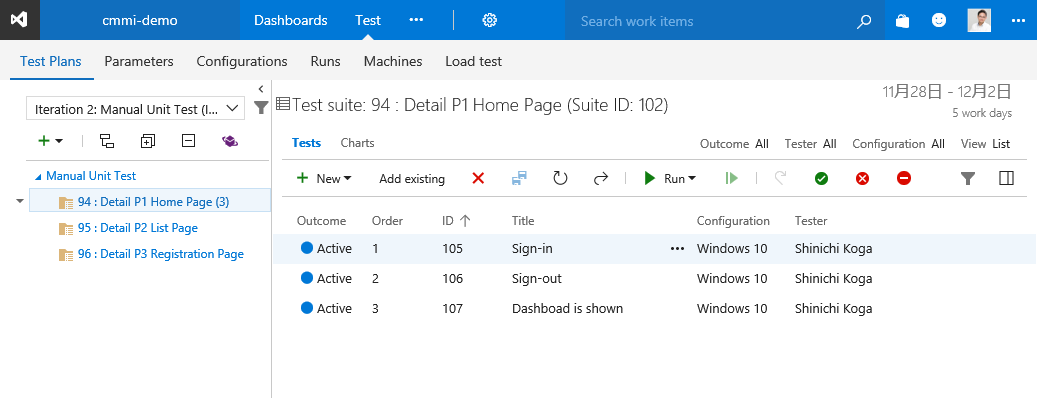 cmmi-demo Dashboards Test ••• Search work items •••
Test Plans Parameters Configurations Runs Machines Load test
Iteration 2: Manual Unit Test (I...
Manual Unit Test
94 : Detail P1 Home Page (3)
95 : Detail P2 List Page
96 : Detail P3 Registration Page
Test suite: 94 : Detail P1 Home Page (Suite ID: 102)
11月28日 - 12月2日
5 work days
Tests Charts Outcome All Tester All Configuration All View List
New Add existing Run
Outcome Order ID Title Configuration Tester
Active 1 105 Sign-in ••• Windows 10 Shinichi Koga
Active 2 106 Sign-out Windows 10 Shinichi Koga
Active 3 107 Dashboad is shown Windows 10 Shinichi Koga